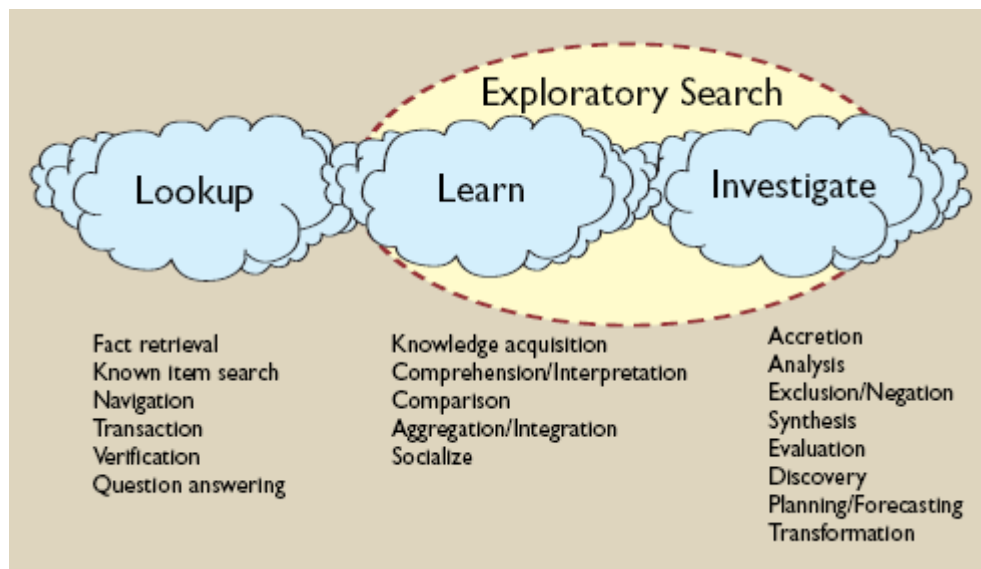 Exploratory Search
Lookup
Learn
Investigate
Fact retrieval
Known item search
Navigation
Transaction
Verification
Question answering
Knowledge acquisition
Comprehension/Interpretation
Comparison
Aggregation/Integration
Socialize
Accretion
Analysis
Exclusion/Negation
Synthesis
Evaluation
Discovery
Planning/Forecasting
Transformation